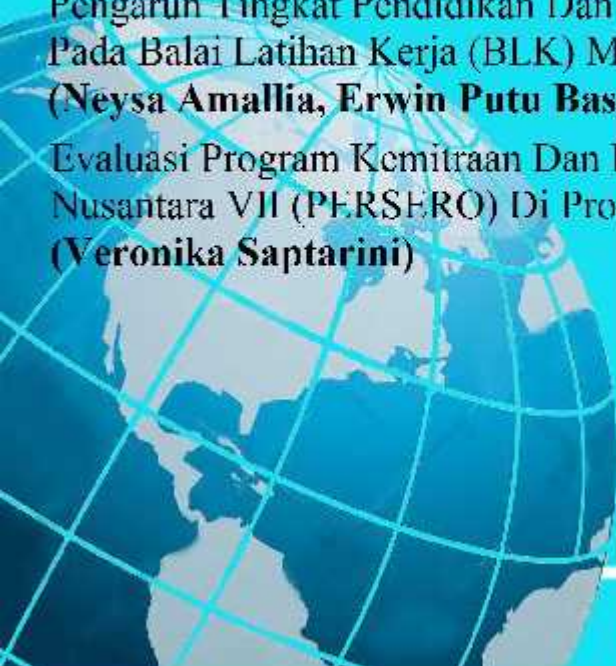 Pengaruh Tingkat Pendidikan Dan
Pada Balai Latihan Kerja (BLK) M
(Neysa Amallia, Erwin Putu Bas
Evaluasi Program Kemitraan Dan
Nusantara VII (PERSERO) Di Pro
(Veronika Saptarini)